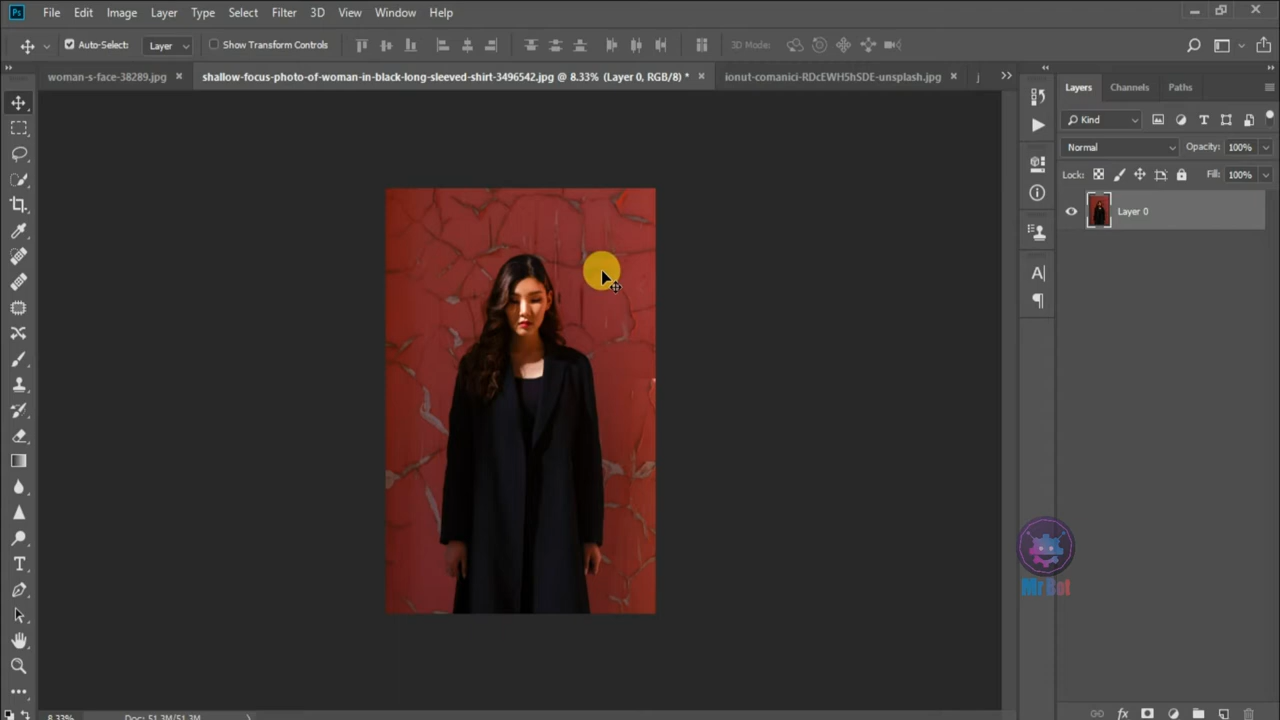 Ps File Edit Image Layer Type Select Filter 3D View Window Help
Auto-Select: Layer Show Transform Controls 3D Mode:
woman-s-face-38289.jpg × shallow-focus-photo-of-woman-in-black-long-sleeved-shirt-3496542.jpg @ 8.33% (Layer 0, RGB/8) * × ionut-comanici-RDcEWH5hSDE-unsplash.jpg ×
Layers Channels Paths
Kind
Normal Opacity: 100%
Lock: Fill: 100%
Layer 0
Mr Bot
8.33% Doc: 51.3M/51.3M
fx